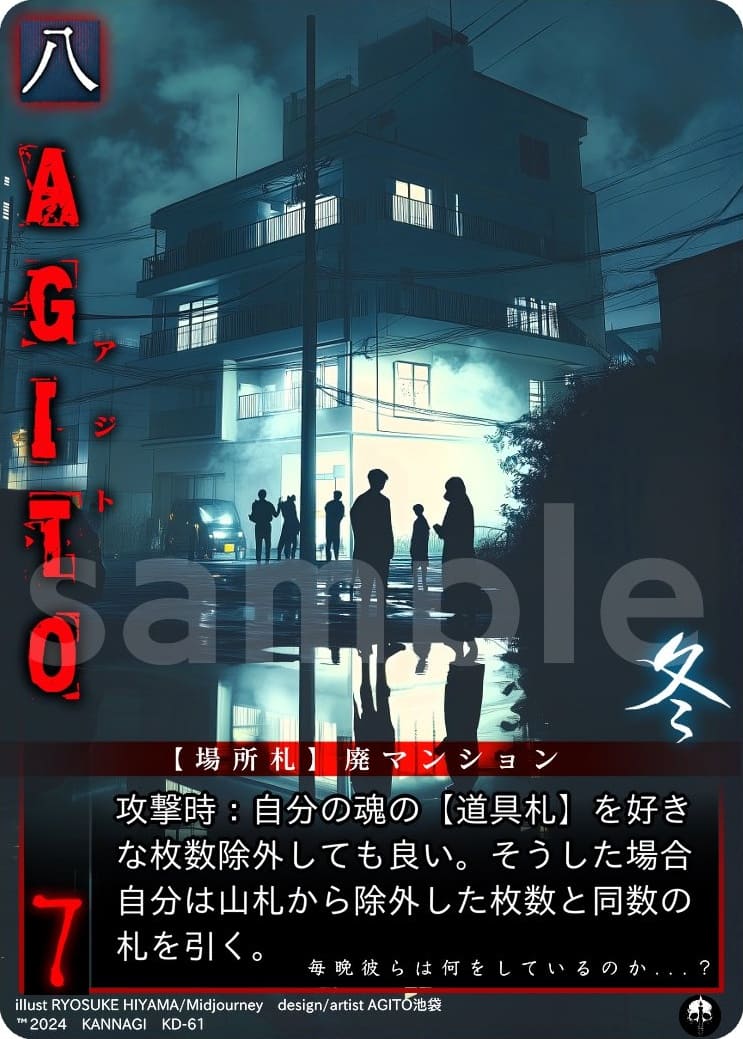 八
AGITO
アジト
sample
冬
【場所札】廃マンション
攻撃時：自分の魂の【道具札】を好き
な枚数除外しても良い。そうした場合
自分は山札から除外した枚数と同数の
札を引く。
毎晩彼らは何をしているのか...？
7
illust RYOSUKE HIYAMA/Midjourney design/artist AGITO池袋
™2024 KANNAGI KD-61